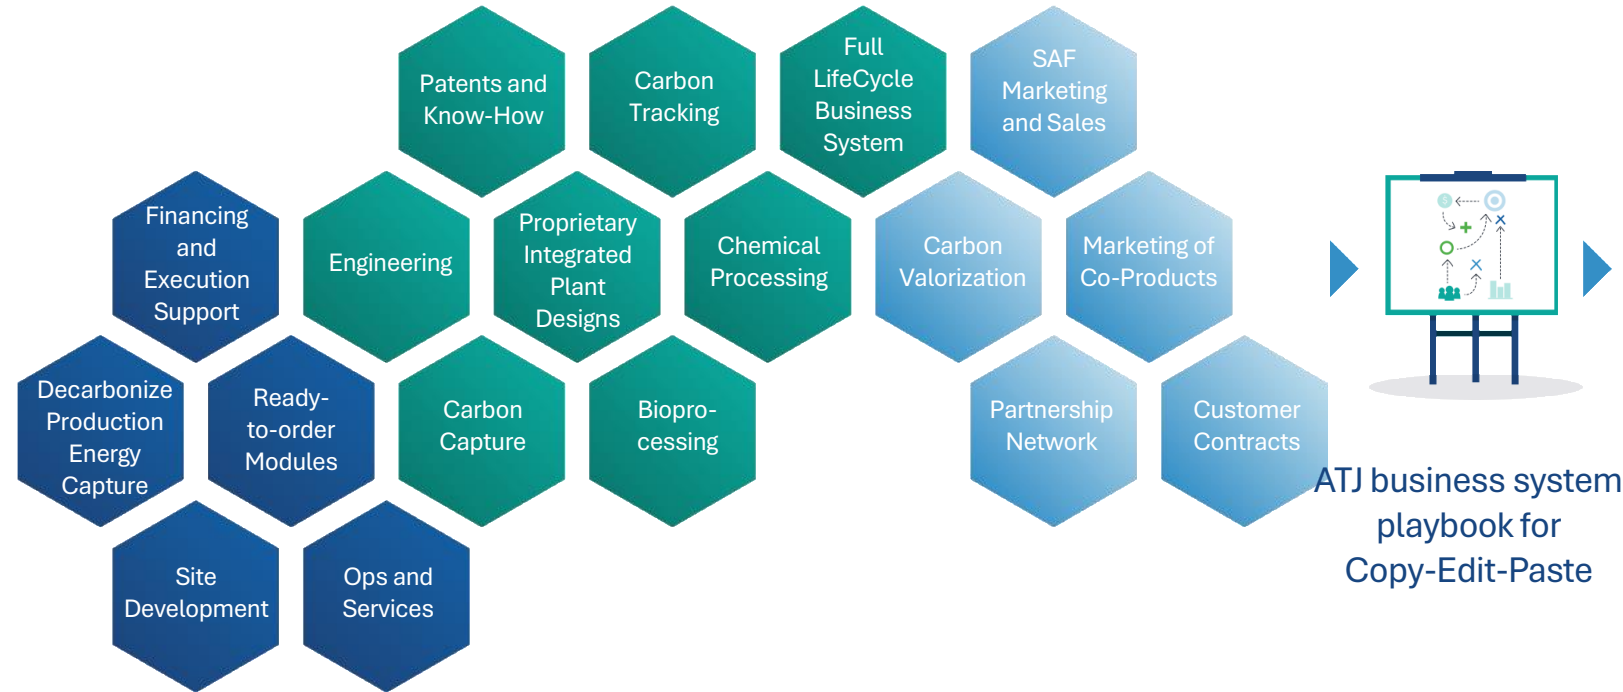 Patents and
Know-How
Carbon
Tracking
Full
LifeCycle
Business
System
SAF
Marketing
and Sales
Financing
and
Execution
Support
Engineering
Proprietary
Integrated
Plant
Designs
Chemical
Processing
Carbon
Valorization
Marketing of
Co-Products
Decarbonize
Production
Energy
Capture
Ready-
to-order
Modules
Carbon
Capture
Biopro-
cessing
Partnership
Network
Customer
Contracts
Site
Development
Ops and
Services
$
ATJ business system
playbook for
Copy-Edit-Paste